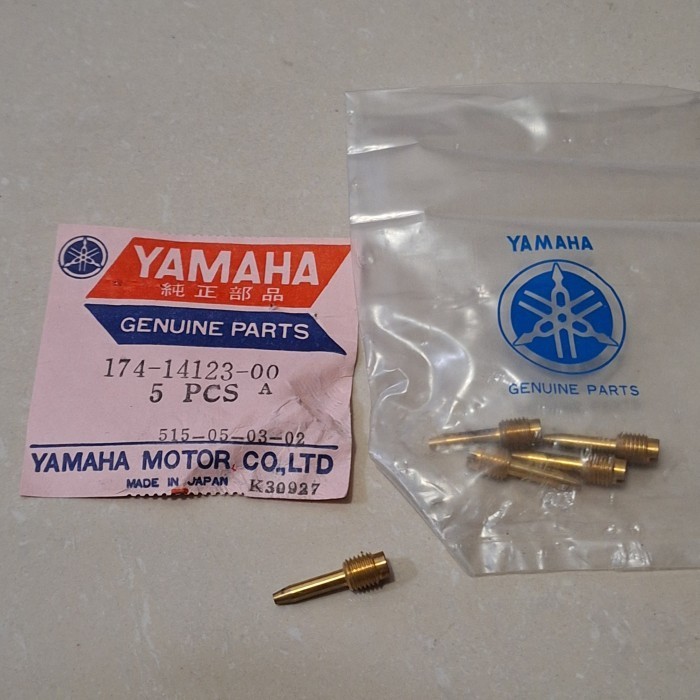 YAMAHA
純正部品
GENUINE PARTS
174-14123-00
5 PCS A
515-05-03-02
YAMAHA MOTOR CO.,LTD
MADE IN JAPAN K30927
YAMAHA
GENUINE PARTS